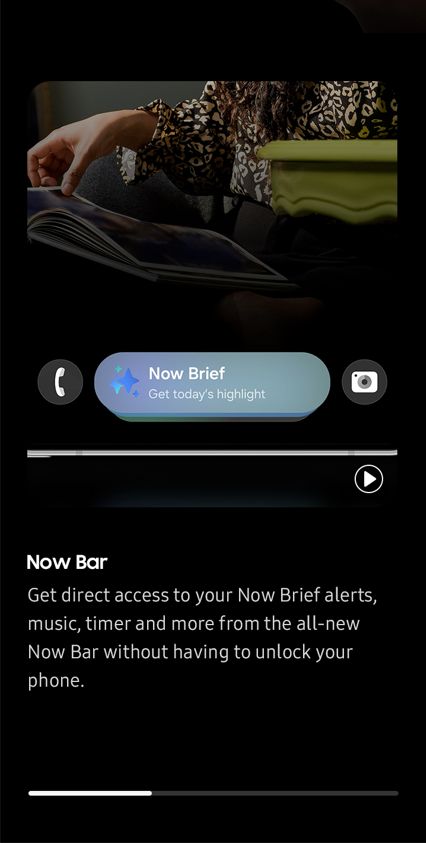 Now Brief
Get today's highlight
Now Bar
Get direct access to your Now Brief alerts,
music, timer and more from the all-new
Now Bar without having to unlock your
phone.